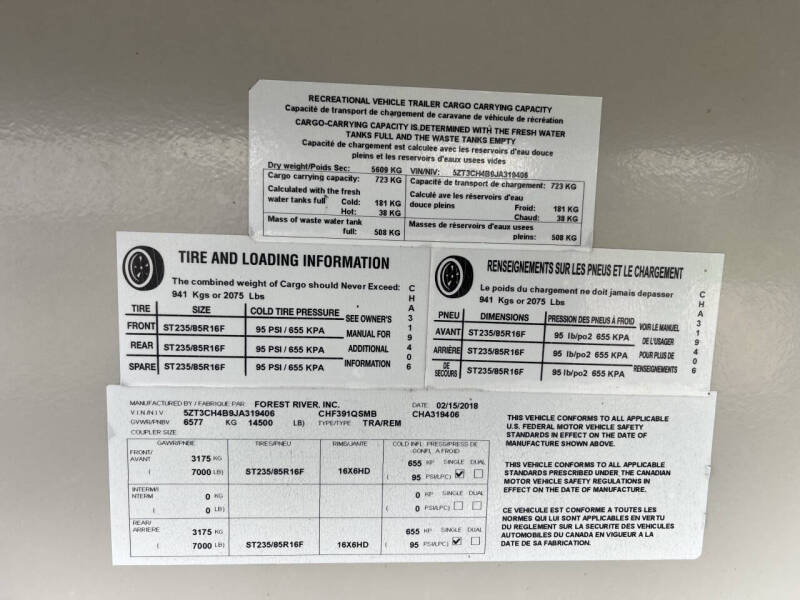 RECREATIONAL VEHICLE TRAILER CARGO CARRYING CAPACITY
Capacité de transport de chargement de caravane de véhicule de récréation
CARGO-CARRYING CAPACITY IS DETERMINED WITH THE FRESH WATER
TANKS FULL AND THE WASTE TANKS EMPTY
Capacité de chargement est calculee avec les reservoirs d'eau douce
pleins et les reservoirs d'eaux usees vides
Dry weight/Poids Sec: 5609 KG VIN/NIV: 5ZT3CH4B9JA319406
Cargo carrying capacity: 723 KG Capacité de transport de chargement: 723 KG
Calculated with the fresh Calculé ave les réservoirs d'eau
water tanks full Cold: 181 KG douce pleins Froid: 181 KG
Hot: 38 KG Chaud: 38 KG
Mass of waste water tank Masses de réservoirs d'eaux usees
full: 508 KG pleins: 508 KG
TIRE AND LOADING INFORMATION
The combined weight of Cargo should Never Exceed:
941 Kgs or 2075 Lbs
TIRE SIZE COLD TIRE PRESSURE
FRONT ST235/85R16F 95 PSI / 655 KPA
REAR ST235/85R16F 95 PSI / 655 KPA
SPARE ST235/85R16F 95 PSI / 655 KPA
SEE OWNER'S
MANUAL FOR
ADDITIONAL
INFORMATION
CHA319406
RENSEIGNEMENTS SUR LES PNEUS ET LE CHARGEMENT
Le poids du chargement ne doit jamais depasser
941 Kgs or 2075 Lbs
PNEU DIMENSIONS PRESSION DES PNEUS À FROID
AVANT ST235/85R16F 95 lb/po2 655 KPA
ARRIÈRE ST235/85R16F 95 lb/po2 655 KPA
DE SECOURS ST235/85R16F 95 lb/po2 655 KPA
VOIR LE MANUEL
DE L'USAGER
POUR PLUS DE
RENSEIGNEMENTS
CHA319406
MANUFACTURED BY / FABRIQUE PAR: FOREST RIVER, INC. DATE 02/15/2018
V.I.N/N.I.V 5ZT3CH4B9JA319406 CHF391QSMB CHA319406
GVWR/PNBV 6577 KG 14500 LB) TYPE/TYPE TRA/REM
COUPLER SIZE:
GAWR/PNBE TIRES/PNEU RIMS/JANTE COLD INFL. PRESS/PRESS DE
GONFL. A FROID
FRONT/
AVANT 3175 KG 655 KP SINGLE DUAL
( 7000 LB) ST235/85R16F 16X6HD ( 95 PSI/LPC)
INTERM/I
NTERM 0 KG 0 KP SINGLE DUAL
( 0 LB) ( 0 PSI/LPC)
REAR/
ARRIERE 3175 KG 655 KP SINGLE DUAL
( 7000 LB) ST235/85R16F 16X6HD ( 95 PSI/LPC)
THIS VEHICLE CONFORMS TO ALL APPLICABLE
U.S. FEDERAL MOTOR VEHICLE SAFETY
STANDARDS IN EFFECT ON THE DATE OF
MANUFACTURE SHOWN ABOVE.
THIS VEHICLE CONFORMS TO ALL APPLICABLE
STANDARDS PRESCRIBED UNDER THE CANADIAN
MOTOR VEHICLE SAFETY REGULATIONS IN
EFFECT ON THE DATE OF MANUFACTURE.
CE VÉHICULE EST CONFORME A TOUTES LES
NORMES QUI LUI SONT APPLICABLES EN VERTU
DU REGLEMENT SUR LA SECURITE DES VEHICULES
AUTOMOBILES DU CANADA EN VIGUEUR A LA
DATE DE SA FABRICATION.